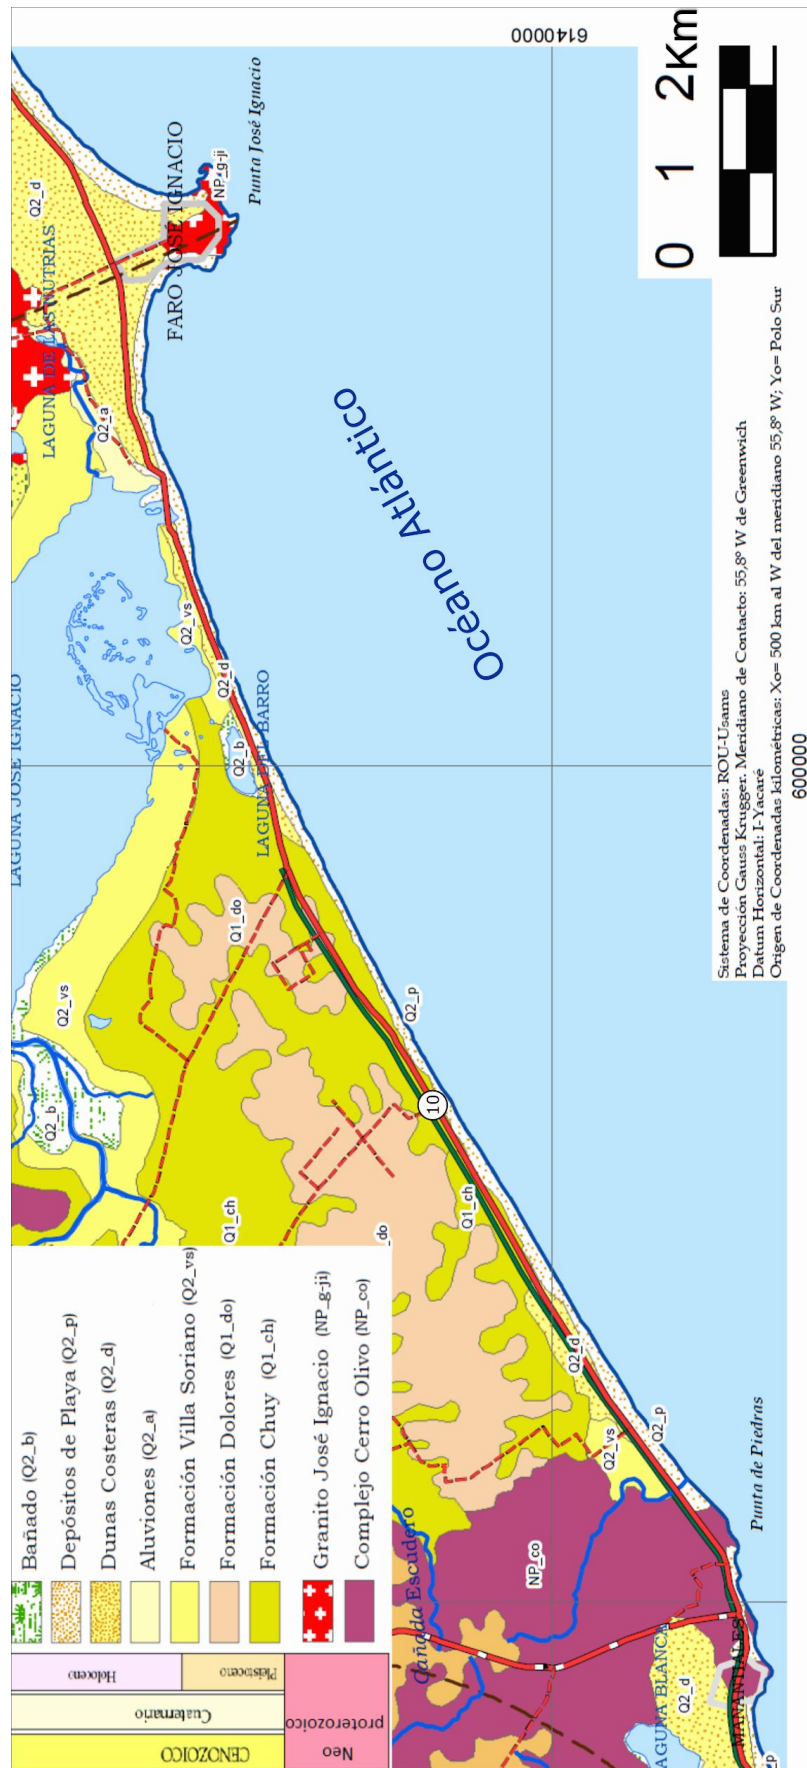 6140000
0 1 2Km
Punta José Ignacio
NP_g-ji
FARO JOSÉ IGNACIO
Q2_d
LAGUNA DE LAS NUTRIAS
Q2_a
Océano Atlántico
LAGUNA JOSÉ IGNACIO
Q2_vs
Q2_d
Q2_b
LAGUNA DEL BARRO
600000
Sistema de Coordenadas: ROU-Usams
Proyección Gauss Krugger. Meridiano de Contacto: 55,8º W de Greenwich
Datum Horizontal: I-Yacaré
Origen de Coordenadas kilométricas: Xo= 500 km al W del meridiano 55,8º W; Yo= Polo Sur
Q1_do
Q2_vs
Q2_p
Q2_b
10
Q1_ch
Q1_ch
_do
Q2_d
Q2_vs
Q2_p
Punta de Piedras
NP_co
Cañada Escudero
LAGUNA BLANCA
Q2_d
MANANTIALES
_p
Bañado (Q2_b)
Depósitos de Playa (Q2_p)
Dunas Costeras (Q2_d)
Aluviones (Q2_a)
Formación Villa Soriano (Q2_vs)
Formación Dolores (Q1_do)
Formación Chuy (Q1_ch)
Granito José Ignacio (NP_g-ji)
Complejo Cerro Olivo (NP_co)
Holoceno
Pleistoceno
Cuaternario
CENOZOICO
Neo
proterozoico